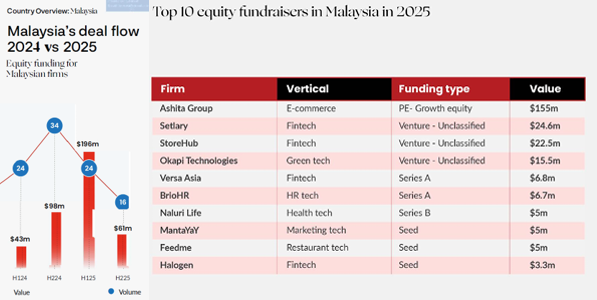 Country Overview: Malaysia
Malaysia's deal flow
2024 vs 2025
Equity funding for
Malaysian firms
34
$196m
24
24
16
$98m
$61m
$43m
H124
H224
H125
H225
Value
Volume
Top 10 equity fundraisers in Malaysia in 2025
Firm Vertical Funding type Value
Ashita Group E-commerce PE- Growth equity $155m
Setlary Fintech Venture - Unclassified $24.6m
StoreHub Fintech Venture - Unclassified $22.5m
Okapi Technologies Green tech Venture - Unclassified $15.5m
Versa Asia Fintech Series A $6.8m
BrioHR HR tech Series A $6.7m
Naluri Life Health tech Series B $5m
MantaYaY Marketing tech Seed $5m
Feedme Restaurant tech Seed $5m
Halogen Fintech Seed $3.3m